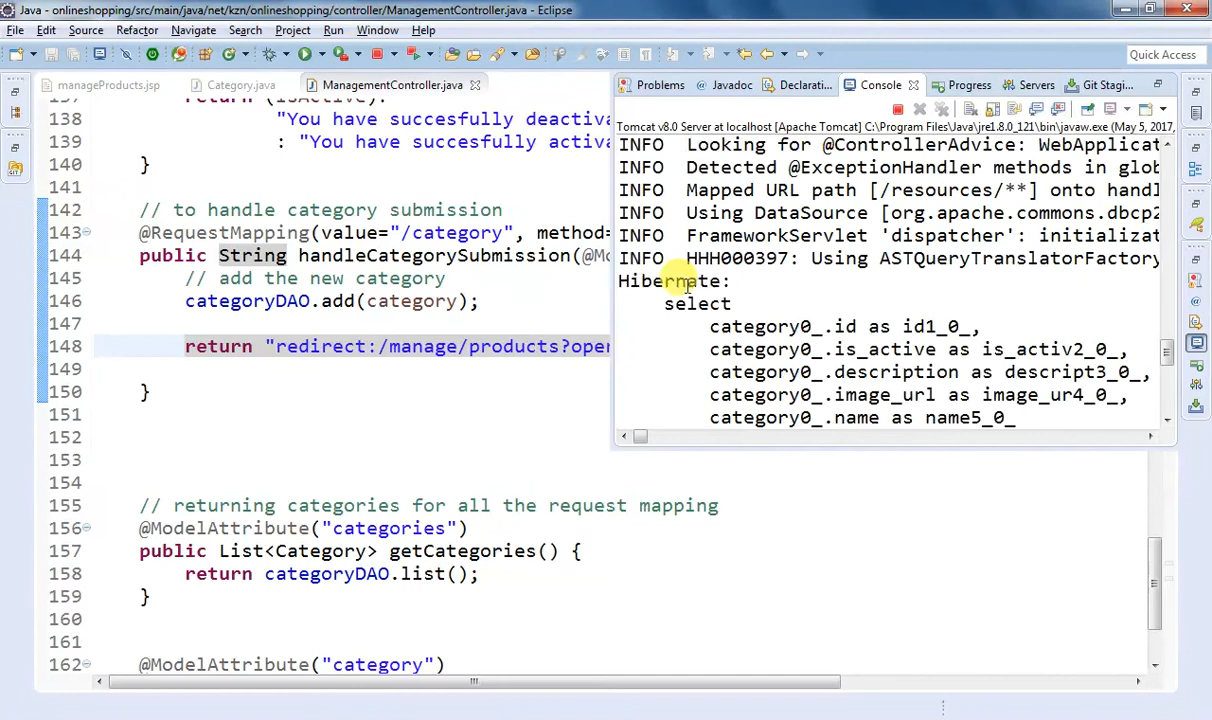 Java - onlineshopping/src/main/java/net/kzn/onlineshopping/controller/ManagementController.java - Eclipse
File Edit Source Refactor Navigate Search Project Run Window Help
Quick Access
manageProducts.jsp Category.java ManagementController.java
Problems @ Javadoc Declarati... Console Progress Servers Git Stagi...
Tomcat v8.0 Server at localhost [Apache Tomcat] C:\Program Files\Java\jre1.8.0_121\bin\javaw.exe (May 5, 2017,
INFO Looking for @ControllerAdvice: WebApplicat
INFO Detected @ExceptionHandler methods in glob
INFO Mapped URL path [/resources/**] onto handl
INFO Using DataSource [org.apache.commons.dbcp2
INFO FrameworkServlet 'dispatcher': initializat
INFO HHH000397: Using ASTQueryTranslatorFactory
Hibernate:
select
category0_.id as id1_0_,
category0_.is_active as is_activ2_0_,
category0_.description as descript3_0_,
category0_.image_url as image_ur4_0_,
category0_.name as name5_0_
137 return (isActive)?
138 "You have succesfully deactiva
139 : "You have succesfully activa
140 }
141
142 // to handle category submission
143 @RequestMapping(value="/category", method=
144 public String handleCategorySubmission(@Mo
145 // add the new category
146 categoryDAO.add(category);
147
148 return "redirect:/manage/products?oper
149
150 }
151
152
153
154
155 // returning categories for all the request mapping
156 @ModelAttribute("categories")
157 public List<Category> getCategories() {
158 return categoryDAO.list();
159 }
160
161
162 @ModelAttribute("category")